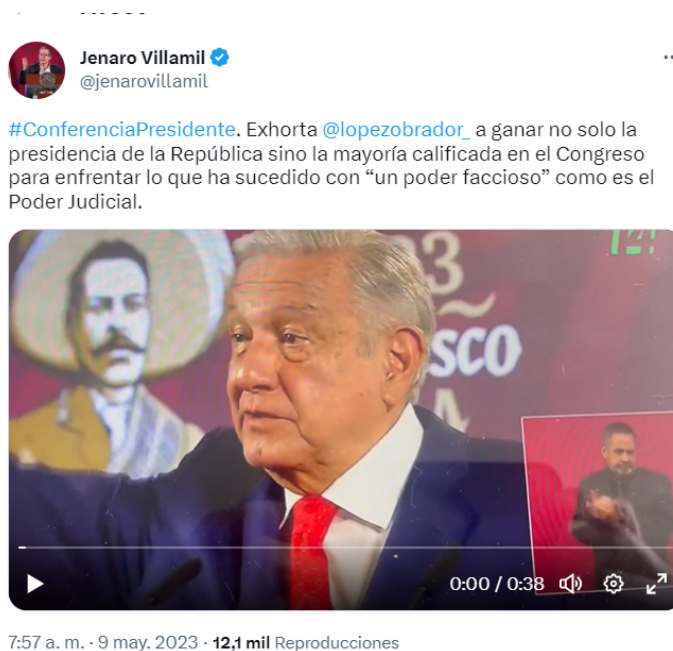 Jenaro Villamil
@jenarovillamil
#ConferenciaPresidente. Exhorta @lopezobrador_ a ganar no solo la
presidencia de la República sino la mayoría calificada en el Congreso
para enfrentar lo que ha sucedido con “un poder faccioso” como es el
Poder Judicial.
3
SCO
A
0:00 / 0:38
7:57 a. m. · 9 may. 2023 · 12,1 mil Reproducciones